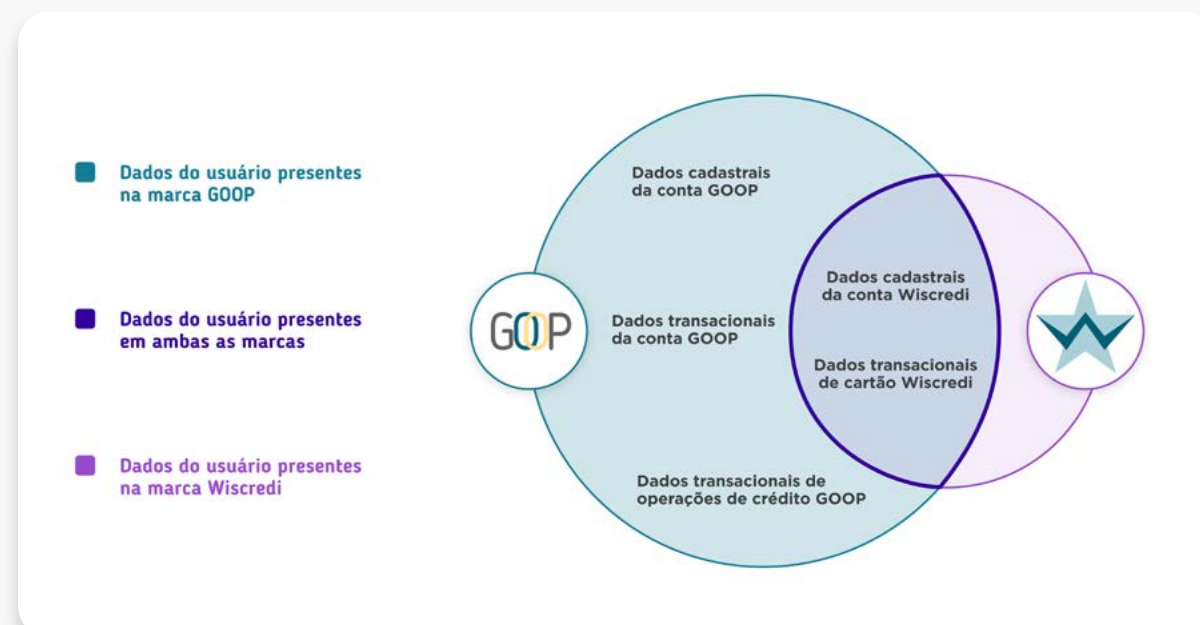 Dados do usuário presentes
na marca GOOP
Dados do usuário presentes
em ambas as marcas
Dados do usuário presentes
na marca Wiscredi
GOOP
Dados cadastrais
da conta GOOP
Dados transacionais
da conta GOOP
Dados transacionais de
operações de crédito GOOP
Dados cadastrais
da conta Wiscredi
Dados transacionais
de cartão Wiscredi